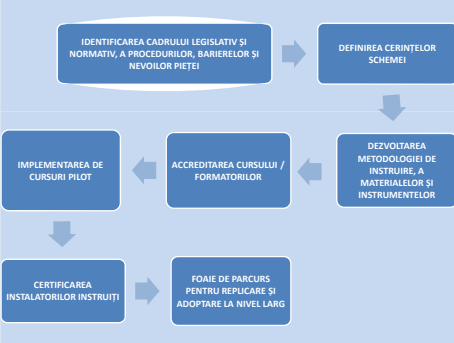 IDENTIFICAREA CADRULUI LEGISLATIV ȘI
NORMATIV, A PROCEDURILOR, BARIERELOR ȘI
NEVOILOR PIEȚEI
DEFINIREA CERINȚELOR
SCHEMEI
DEZVOLTAREA
METODOLOGIEI DE
INSTRUIRE, A
MATERIALELOR ȘI
INSTRUMENTELOR
ACCREDITAREA CURSULUI /
FORMATORILOR
IMPLEMENTAREA DE
CURSURI PILOT
CERTIFICAREA
INSTALATORILOR INSTRUIȚI
FOAIE DE PARCURS
PENTRU REPLICARE ȘI
ADOPTARE LA NIVEL LARG